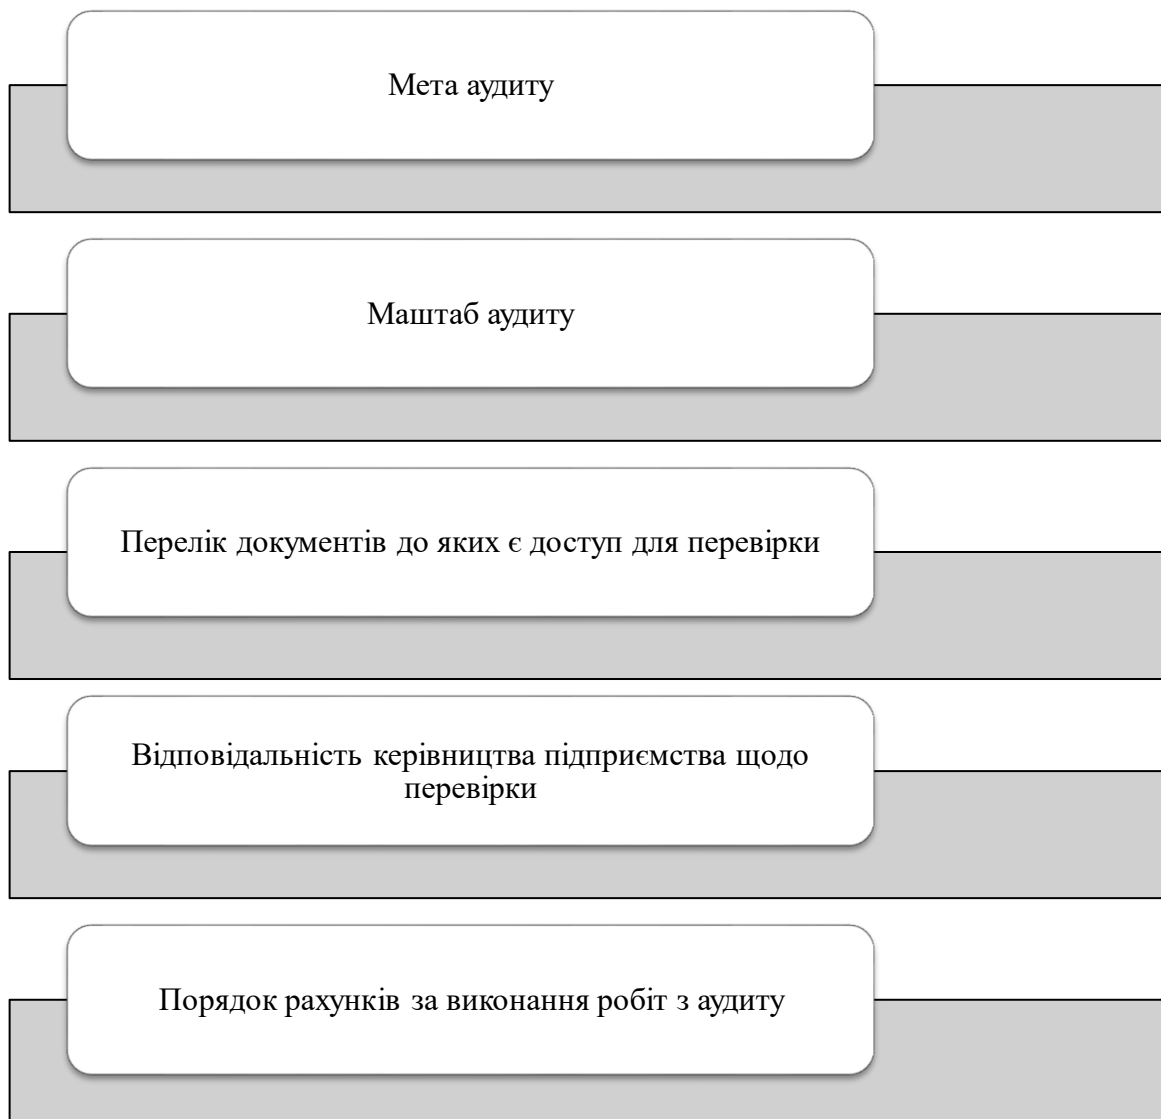 Мета аудиту
Маштаб аудиту
Перелік документів до яких є доступ для перевірки
Відповідальність керівництва підприємства щодо
перевірки
Порядок рахунків за виконання робіт з аудиту